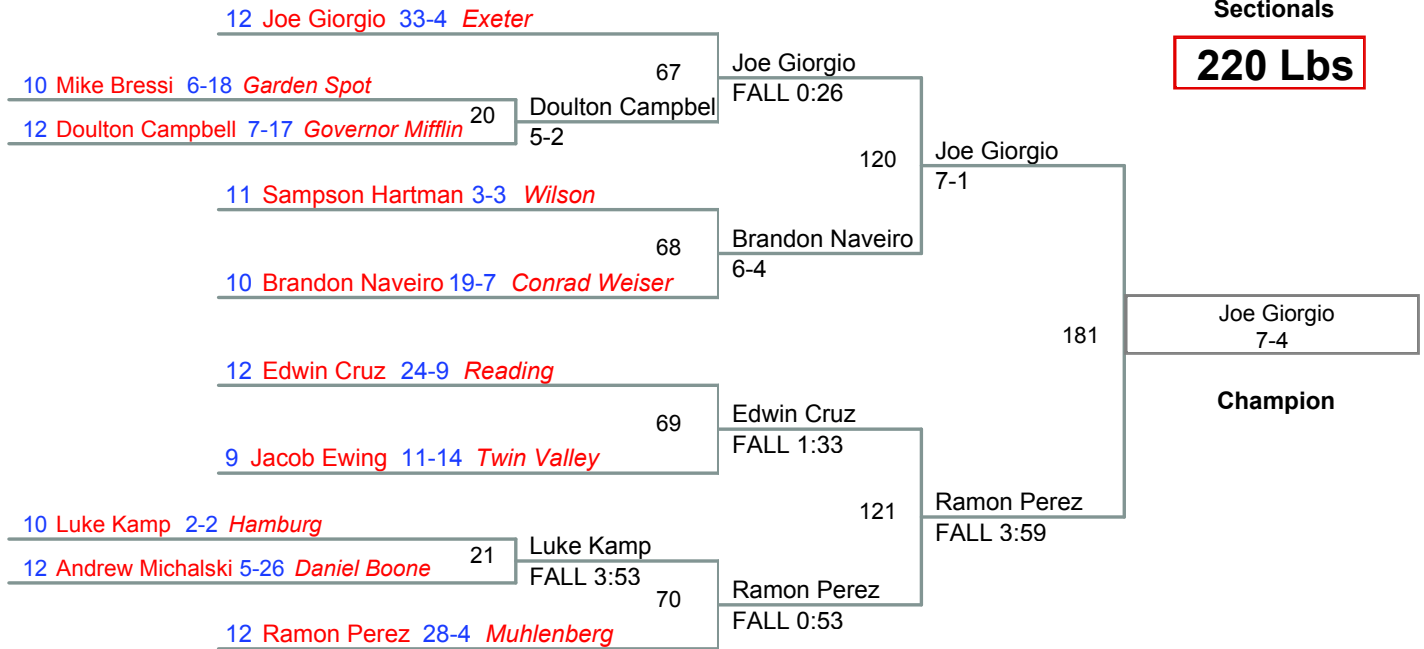 Sectionals
220 Lbs
12 Joe Giorgio 33-4 Exeter
67
Joe Giorgio
FALL 0:26
10 Mike Bressi 6-18 Garden Spot
20
Doulton Campbel
5-2
12 Doulton Campbell 7-17 Governor Mifflin
120
Joe Giorgio
7-1
11 Sampson Hartman 3-3 Wilson
68
Brandon Naveiro
6-4
10 Brandon Naveiro 19-7 Conrad Weiser
181
Joe Giorgio
7-4
Champion
12 Edwin Cruz 24-9 Reading
69
Edwin Cruz
FALL 1:33
9 Jacob Ewing 11-14 Twin Valley
121
Ramon Perez
FALL 3:59
10 Luke Kamp 2-2 Hamburg
21
Luke Kamp
FALL 3:53
12 Andrew Michalski 5-26 Daniel Boone
70
Ramon Perez
FALL 0:53
12 Ramon Perez 28-4 Muhlenberg